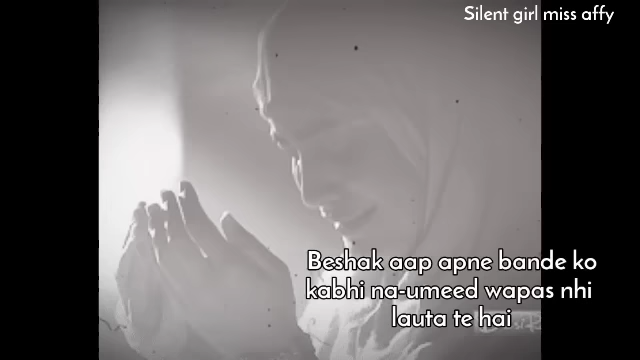 Silent girl miss affy
Beshak aap apne bande ko
kabhi na-umeed wapas nhi
lauta te hai